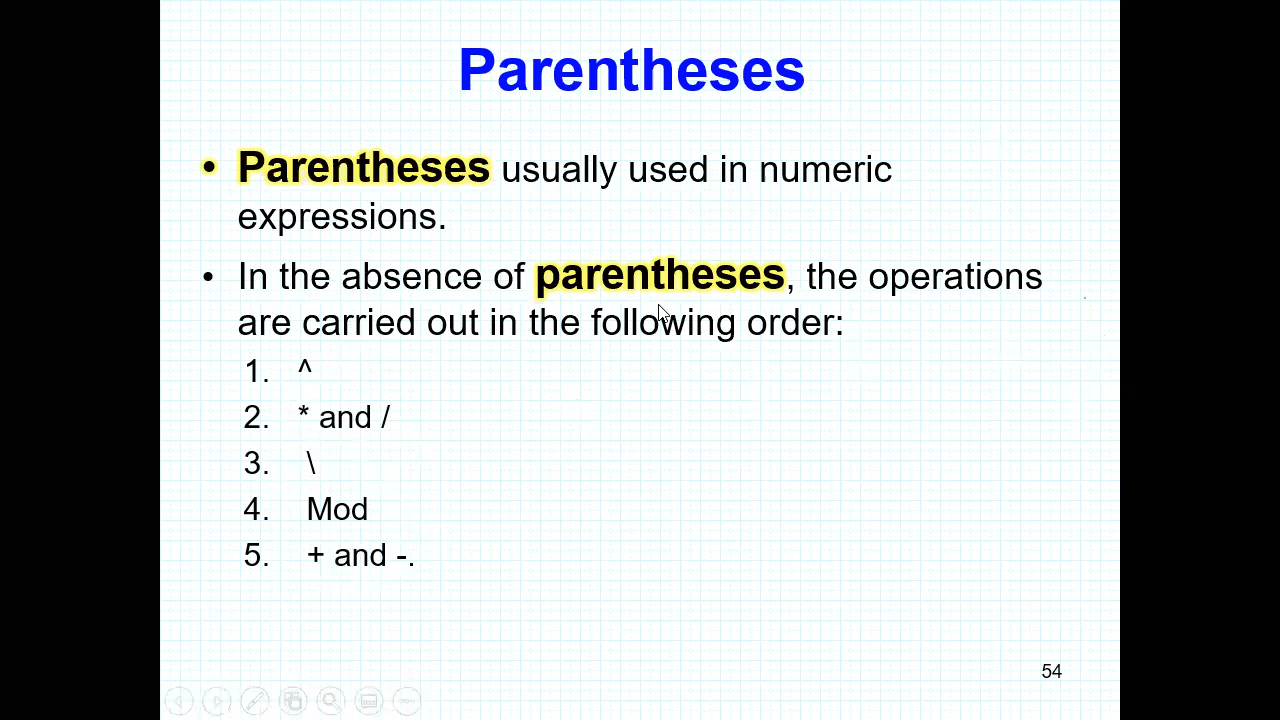 Parentheses
• Parentheses usually used in numeric
expressions.
• In the absence of parentheses, the operations
are carried out in the following order:
1. ^
2. * and /
3. \
4. Mod
5. + and -.
54